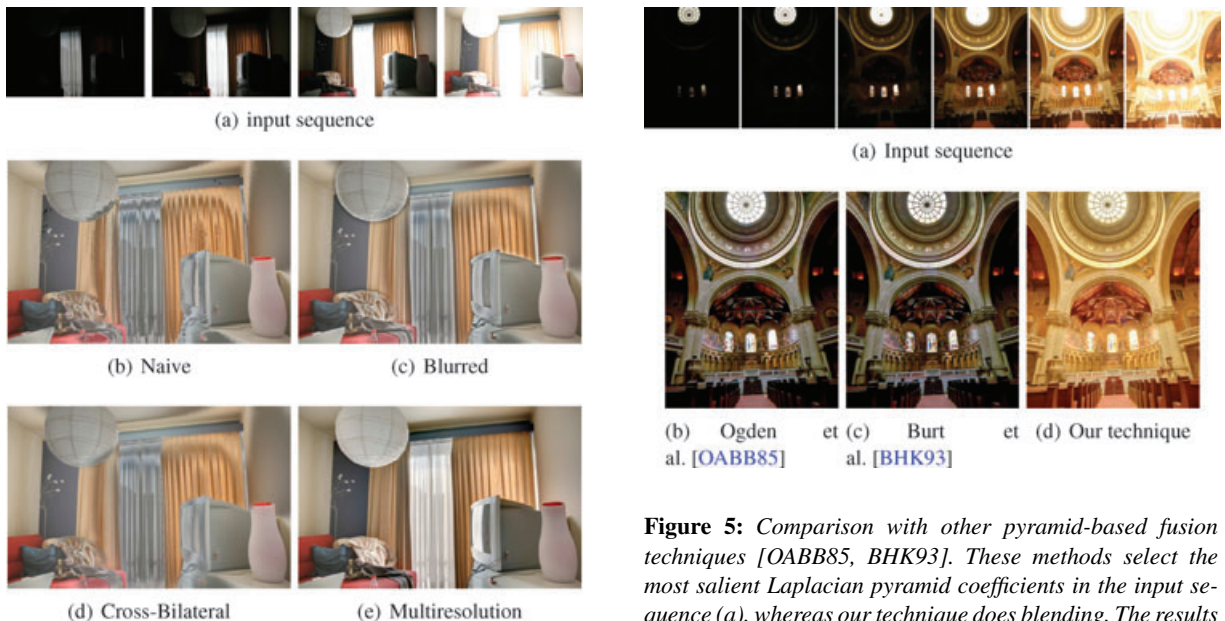 (a) input sequence
(b) Naive
(c) Blurred
(d) Cross-Bilateral
(e) Multiresolution
(a) Input sequence
(b) Ogden et
al. [OABB85]
(c) Burt et
al. [BHK93]
(d) Our technique
Figure 5: Comparison with other pyramid-based fusion
techniques [OABB85, BHK93]. These methods select the
most salient Laplacian pyramid coefficients in the input se-
quence (a), whereas our technique does blending. The results